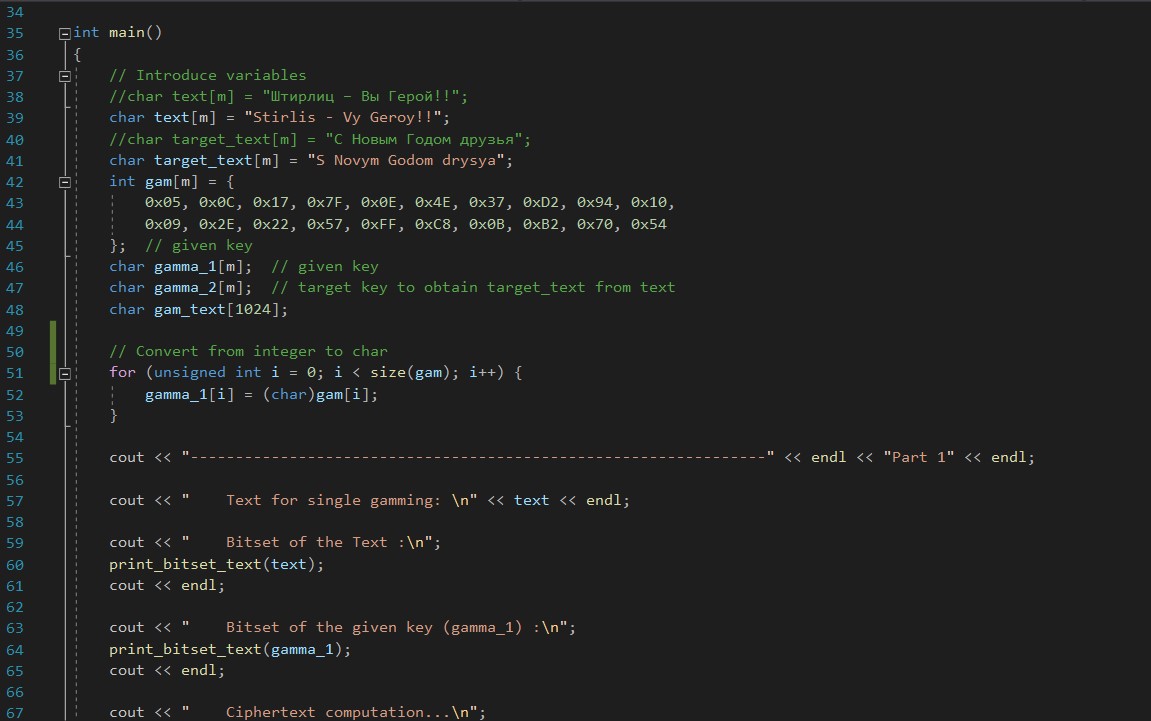 34
35 int main()
36 {
37 // Introduce variables
38 //char text[m] = "Штирлиц – Вы Герой!!";
39 char text[m] = "Stirlis - Vy Geroy!!";
40 //char target_text[m] = "С Новым Годом друзья";
41 char target_text[m] = "S Novym Godom drysya";
42 int gam[m] = {
43 0x05, 0x0C, 0x17, 0x7F, 0x0E, 0x4E, 0x37, 0xD2, 0x94, 0x10,
44 0x09, 0x2E, 0x22, 0x57, 0xFF, 0xC8, 0x0B, 0xB2, 0x70, 0x54
45 }; // given key
46 char gamma_1[m]; // given key
47 char gamma_2[m]; // target key to obtain target_text from text
48 char gam_text[1024];
49
50 // Convert from integer to char
51 for (unsigned int i = 0; i < size(gam); i++) {
52 gamma_1[i] = (char)gam[i];
53 }
54
55 cout << "----------------------------------------------------------------" << endl << "Part 1" << endl;
56
57 cout << "    Text for single gamming: \n" << text << endl;
58
59 cout << "    Bitset of the Text :\n";
60 print_bitset_text(text);
61 cout << endl;
62
63 cout << "    Bitset of the given key (gamma_1) :\n";
64 print_bitset_text(gamma_1);
65 cout << endl;
66
67 cout << "    Ciphertext computation...\n";